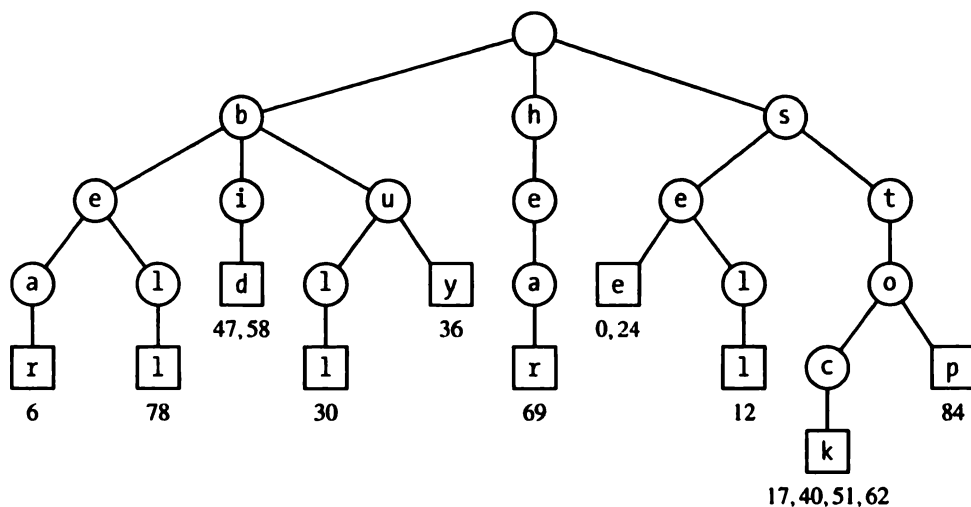 b h s
e i u e e t
a l d l y a e l o
47,58 36 0,24
r l l r l c p
6 78 30 69 12 84
k
17,40,51,62